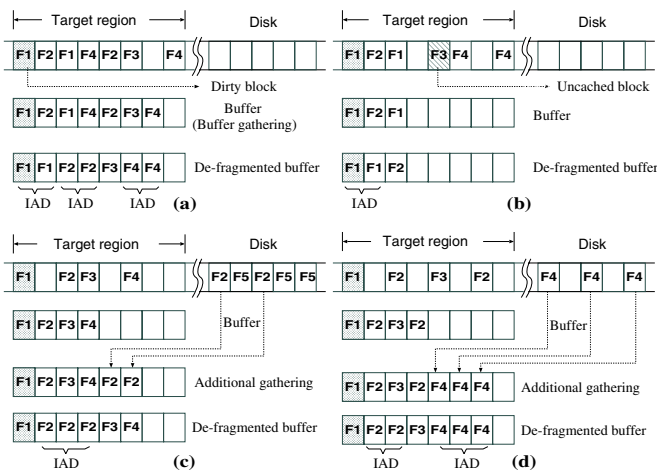 Target region Disk
F1 F2 F1 F4 F2 F3 F4
Dirty block
F1 F2 F1 F4 F2 F3 F4 Buffer
(Buffer gathering)
F1 F1 F2 F2 F3 F4 F4 De-fragmented buffer
IAD IAD IAD
(a)
Target region Disk
F1 F2 F1 F3 F4 F4
Uncached block
F1 F2 F1 Buffer
F1 F1 F2 De-fragmented buffer
IAD
(b)
Target region Disk
F1 F2 F3 F4 F2 F5 F2 F5 F5
F1 F2 F3 F4 Buffer
F1 F2 F3 F4 F2 F2 Additional gathering
F1 F2 F2 F2 F3 F4 De-fragmented buffer
IAD
(c)
Target region Disk
F1 F2 F3 F2 F4 F4 F4
F1 F2 F3 F2 Buffer
F1 F2 F3 F2 F4 F4 F4 Additional gathering
F1 F2 F2 F3 F4 F4 F4 De-fragmented buffer
IAD IAD
(d)